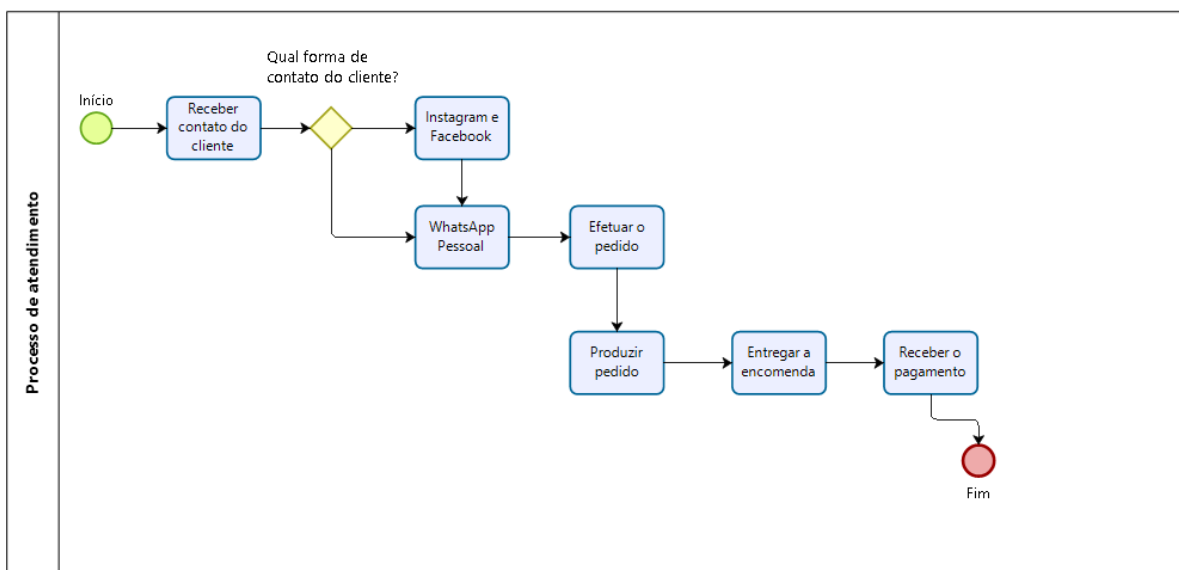 Processo de atendimento
Qual forma de
contato do cliente?
Início
Receber
contato do
cliente
Instagram e
Facebook
WhatsApp
Pessoal
Efetuar o
pedido
Produzir
pedido
Entregar a
encomenda
Receber o
pagamento
Fim